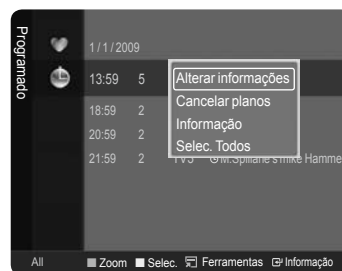 Programado
1 / 1 / 2009
13:59 5
Alterar informações
Cancelar planos
18:59 2
Informação
20:59 2
Selec. Todos
21:59 2 TV5 M.Spillane's mike Hamme
All Zoom Selec. Ferramentas Informação